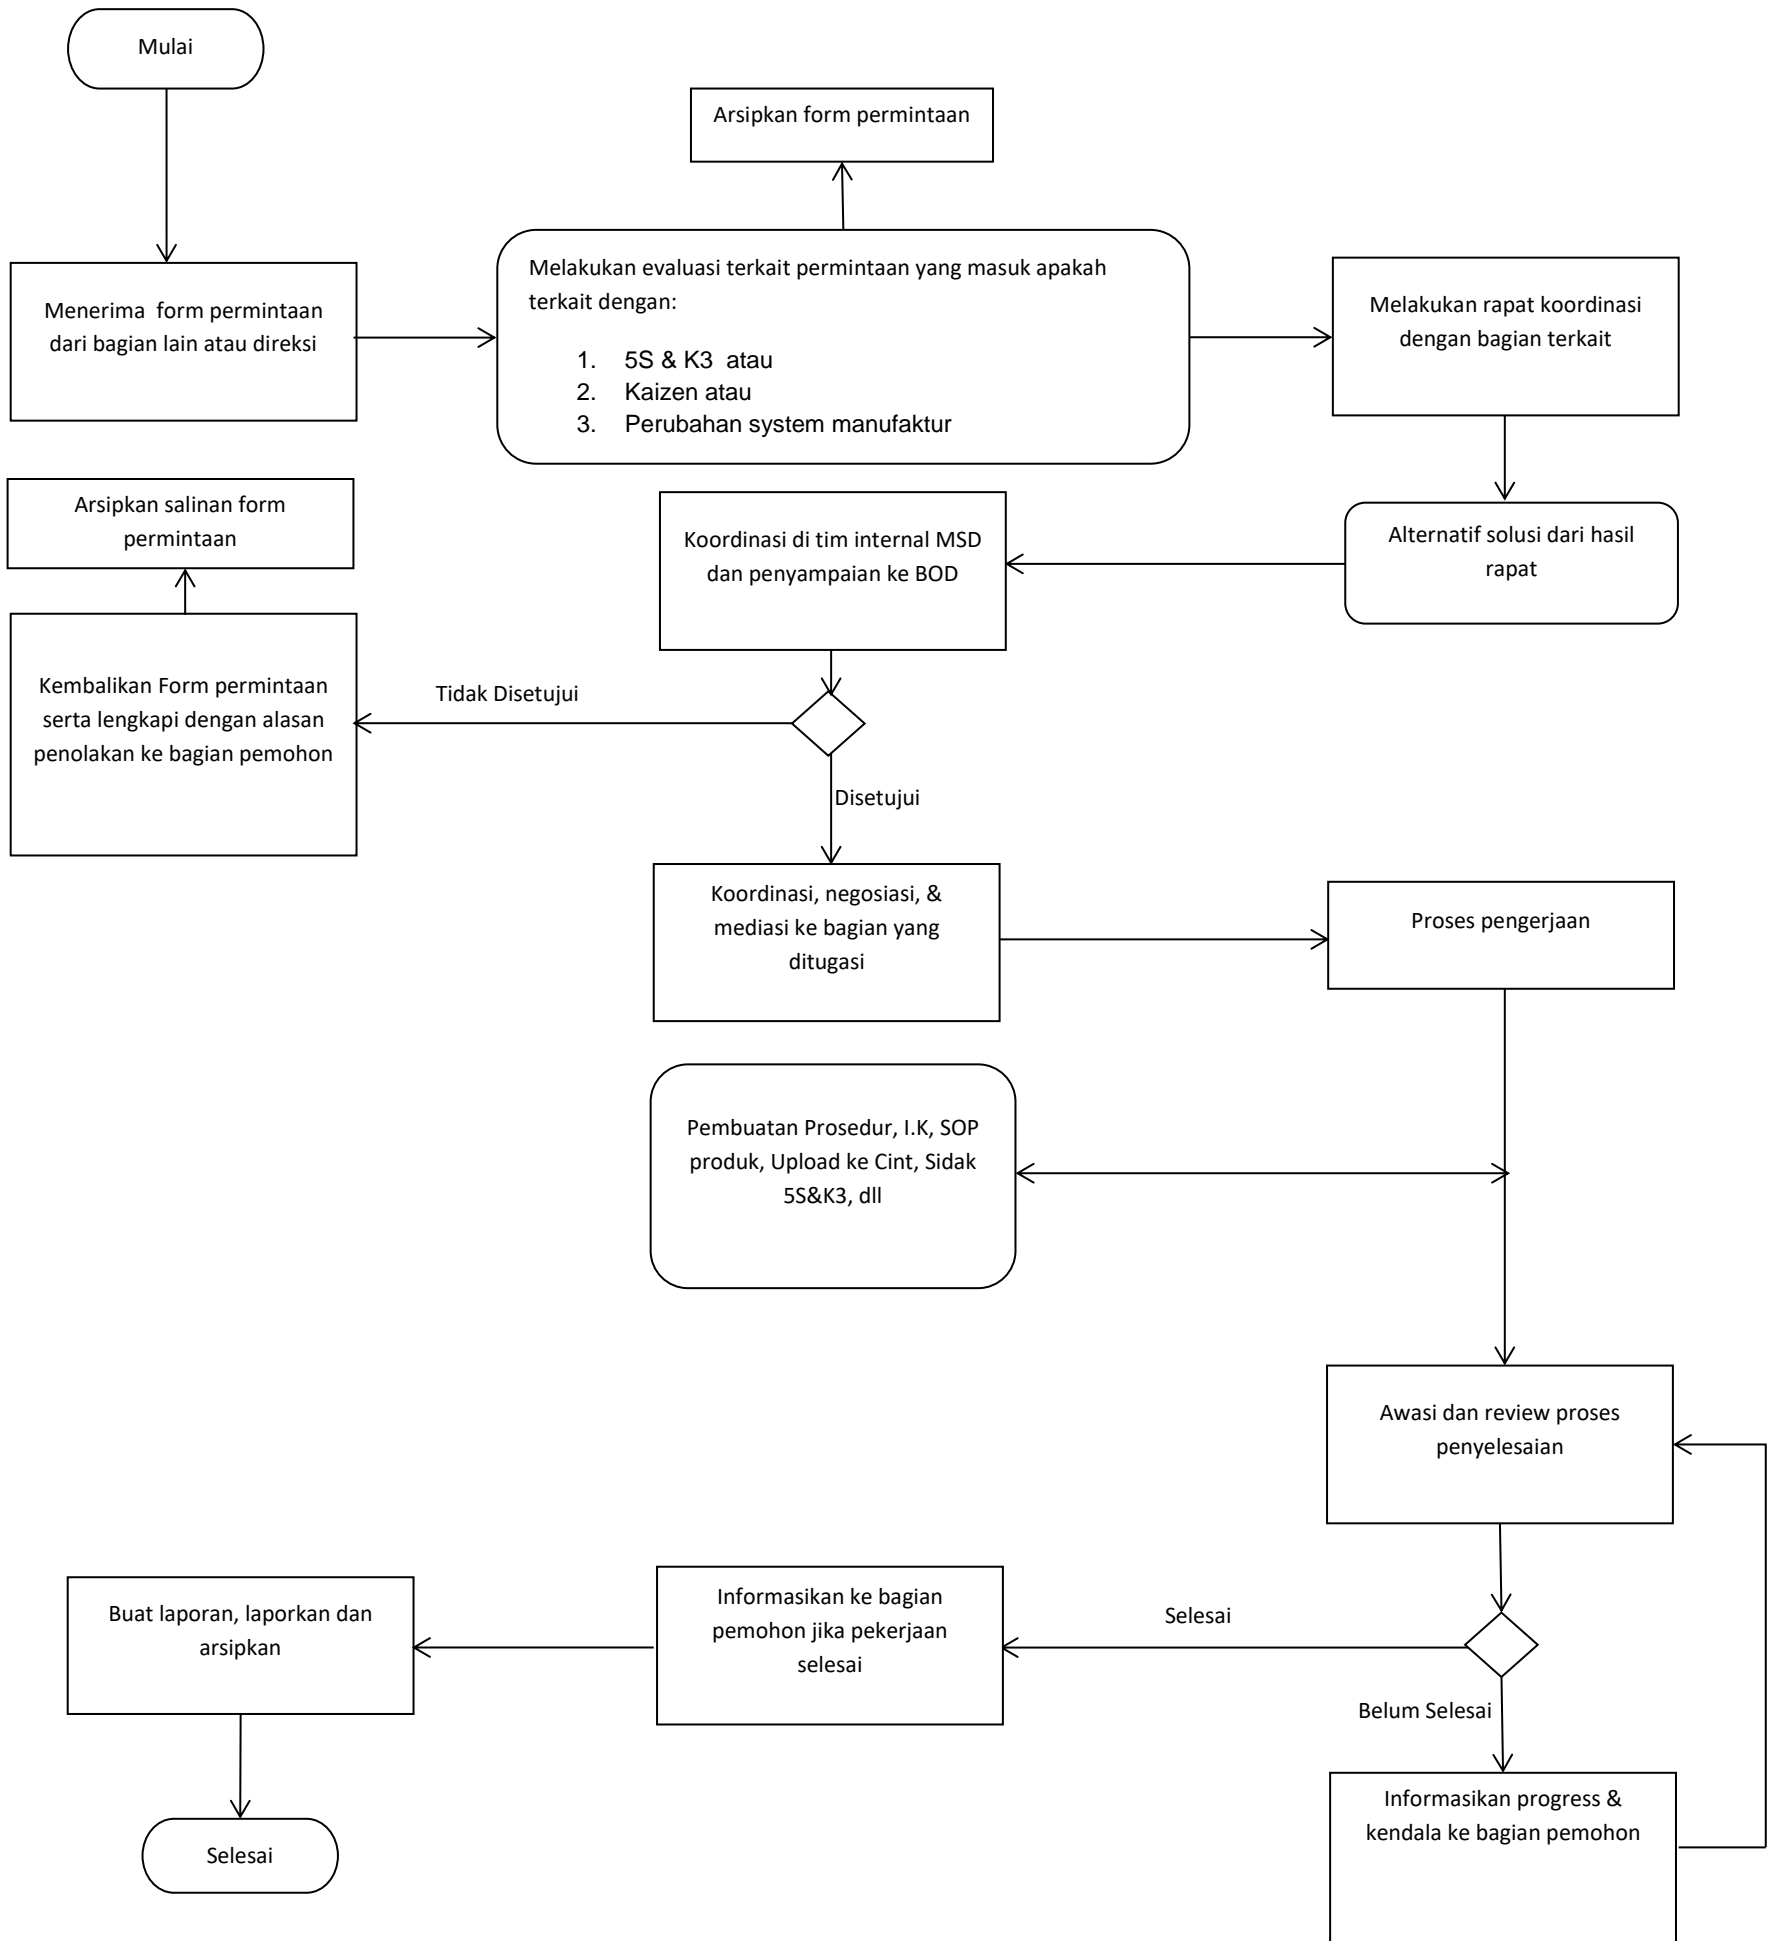 Mulai
Arsipkan form permintaan
Menerima  form permintaan
dari bagian lain atau direksi
Melakukan evaluasi terkait permintaan yang masuk apakah
terkait dengan:
1. 5S & K3  atau
2. Kaizen atau
3. Perubahan system manufaktur
Melakukan rapat koordinasi
dengan bagian terkait
Arsipkan salinan form
permintaan
Koordinasi di tim internal MSD
dan penyampaian ke BOD
Alternatif solusi dari hasil
rapat
Kembalikan Form permintaan
serta lengkapi dengan alasan
penolakan ke bagian pemohon
Tidak Disetujui
Disetujui
Koordinasi, negosiasi, &
mediasi ke bagian yang
ditugasi
Proses pengerjaan
Pembuatan Prosedur, I.K, SOP
produk, Upload ke Cint, Sidak
5S&K3, dll
Awasi dan review proses
penyelesaian
Buat laporan, laporkan dan
arsipkan
Informasikan ke bagian
pemohon jika pekerjaan
selesai
Selesai
Belum Selesai
Informasikan progress &
kendala ke bagian pemohon
Selesai